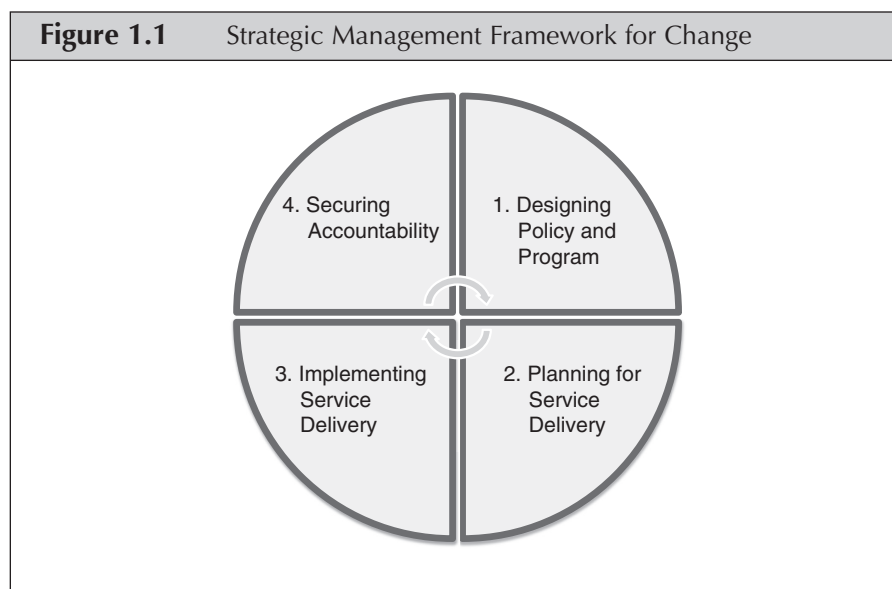 Figure 1.1 Strategic Management Framework for Change
4. Securing
Accountability
1. Designing
Policy and
Program
3. Implementing
Service
Delivery
2. Planning for
Service
Delivery